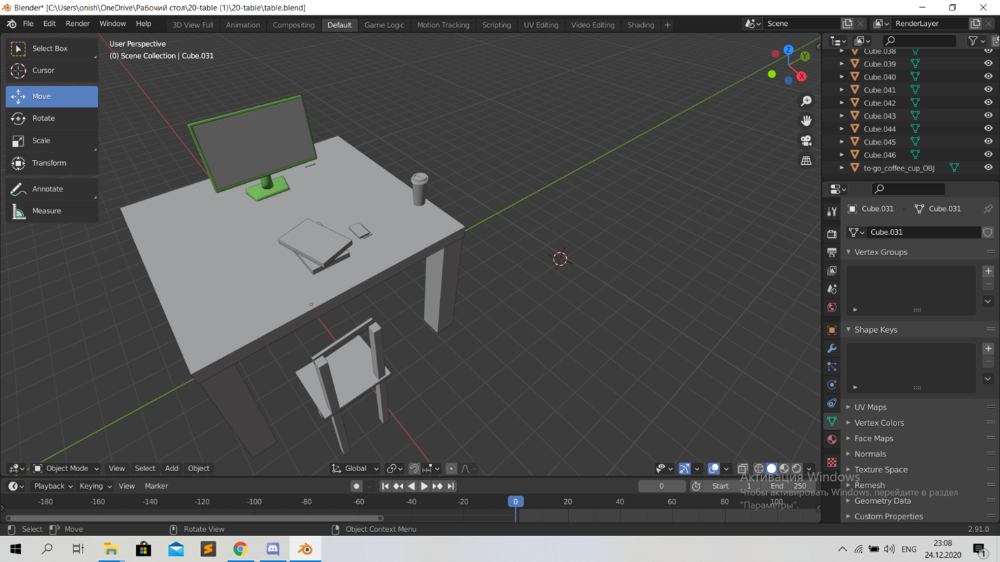 Blender* [C:\Users\onish\OneDrive\Рабочий стол\20-table (1)\20-table\table.blend]
File Edit Render Window Help
3D View Full Animation Compositing Default Game Logic Motion Tracking Scripting UV Editing Video Editing Shading +
Scene
RenderLayer
Select Box
Cursor
Move
Rotate
Scale
Transform
Annotate
Measure
User Perspective
(0) Scene Collection | Cube.031
Z
Y
X
Cube.038
Cube.039
Cube.040
Cube.041
Cube.042
Cube.043
Cube.044
Cube.045
Cube.046
to-go_coffee_cup_OBJ
Cube.031 Cube.031
Cube.031
Vertex Groups
Shape Keys
UV Maps
Vertex Colors
Face Maps
Normals
Texture Space
Remesh
Geometry Data
Custom Properties
Object Mode View Select Add Object
Global
Активация Windows
Чтобы активировать Windows, перейдите в раздел
"Параметры".
Playback Keying View Marker
0 Start 1 End 250
-180 -160 -140 -120 -100 -80 -60 -40 -20 0 20 40 60 80 100
Select Move Rotate View Object Context Menu 2.91.0
ENG
23:08
24.12.2020
1